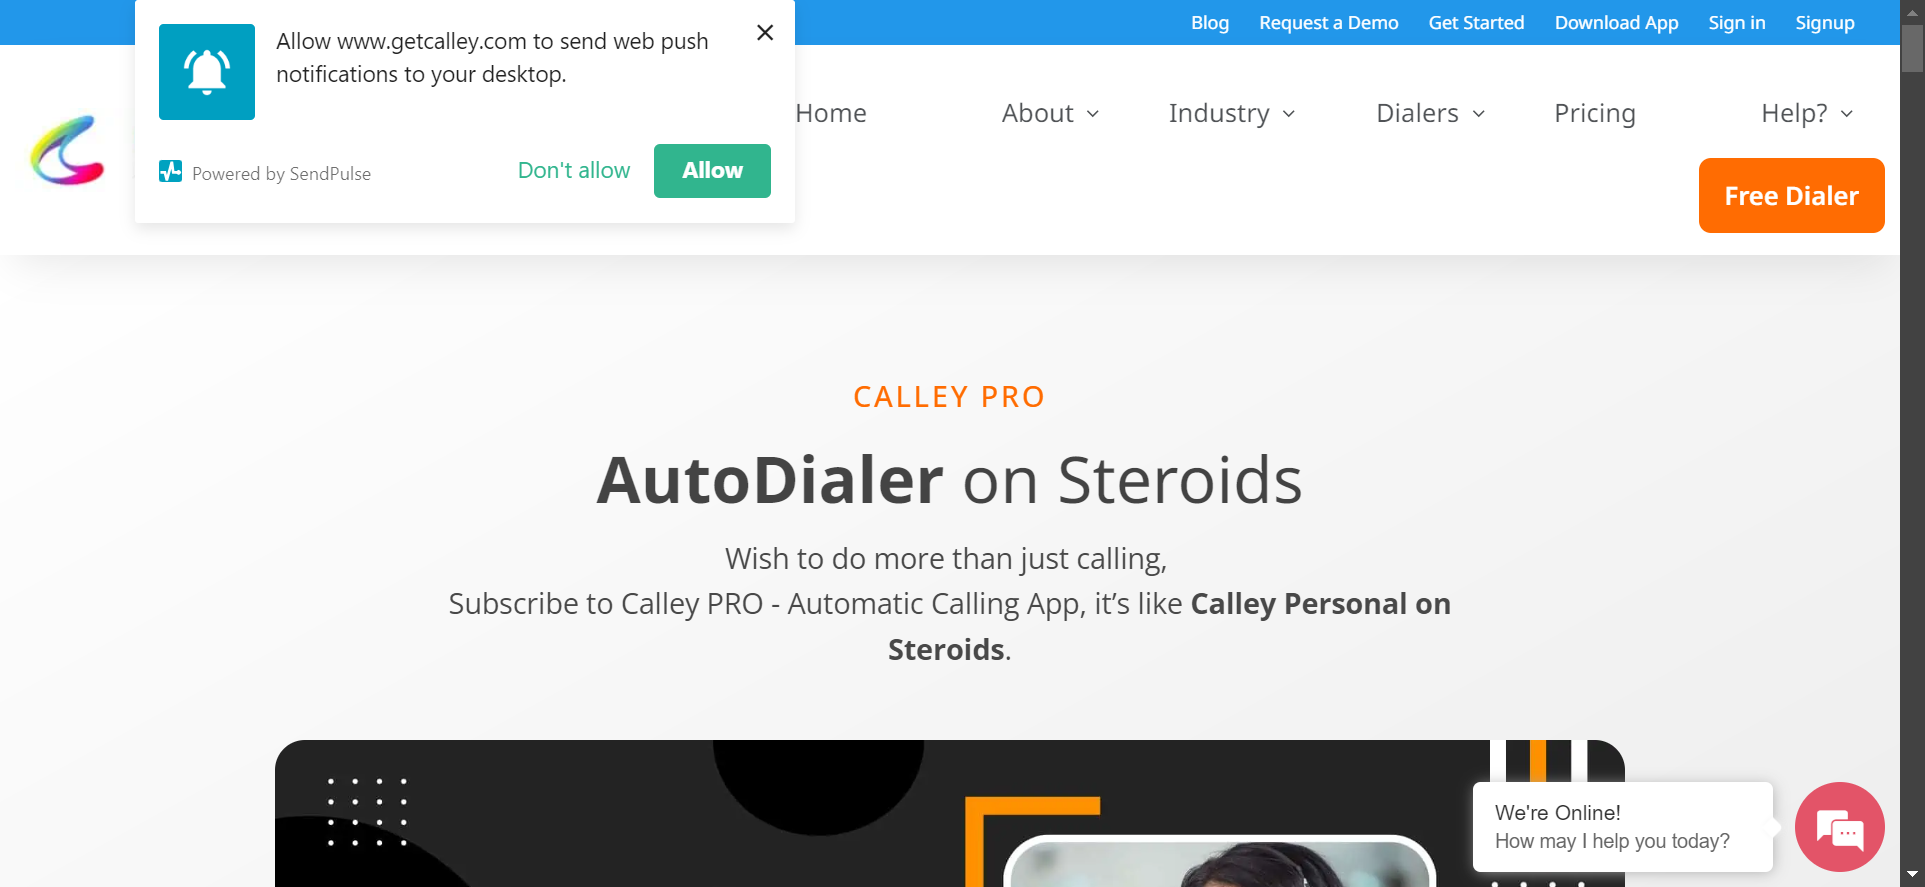 Blog Request a Demo Get Started Download App Sign in Signup
Allow www.getcalley.com to send web push
notifications to your desktop.
Powered by SendPulse
Don't allow
Allow
Home About Industry Dialers Pricing Help?
Free Dialer
CALLEY PRO
AutoDialer on Steroids
Wish to do more than just calling,
Subscribe to Calley PRO - Automatic Calling App, it’s like Calley Personal on
Steroids.
We're Online!
How may I help you today?